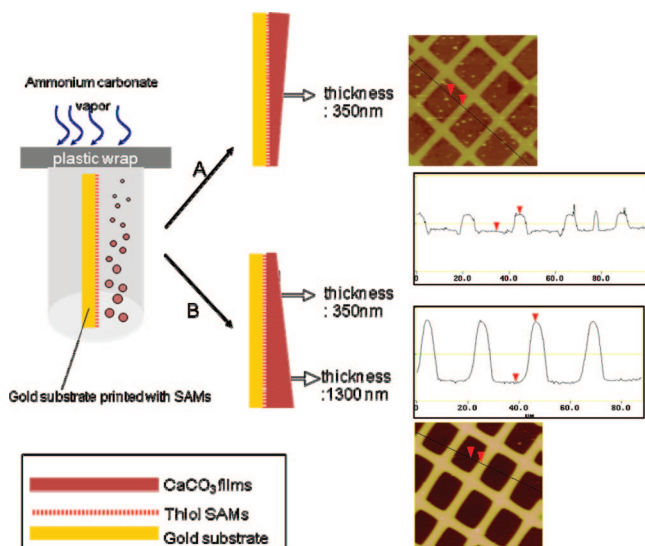 Ammonium carbonate
vapor
plastic wrap
A
B
Gold substrate printed with SAMs
thickness
: 350nm
thickness
: 350nm
thickness
:1300 nm
0 20.0 40.0 60.0 80.0
0 20.0 40.0 60.0 80.0
CaCO₃ films
Thiol SAMs
Gold substrate